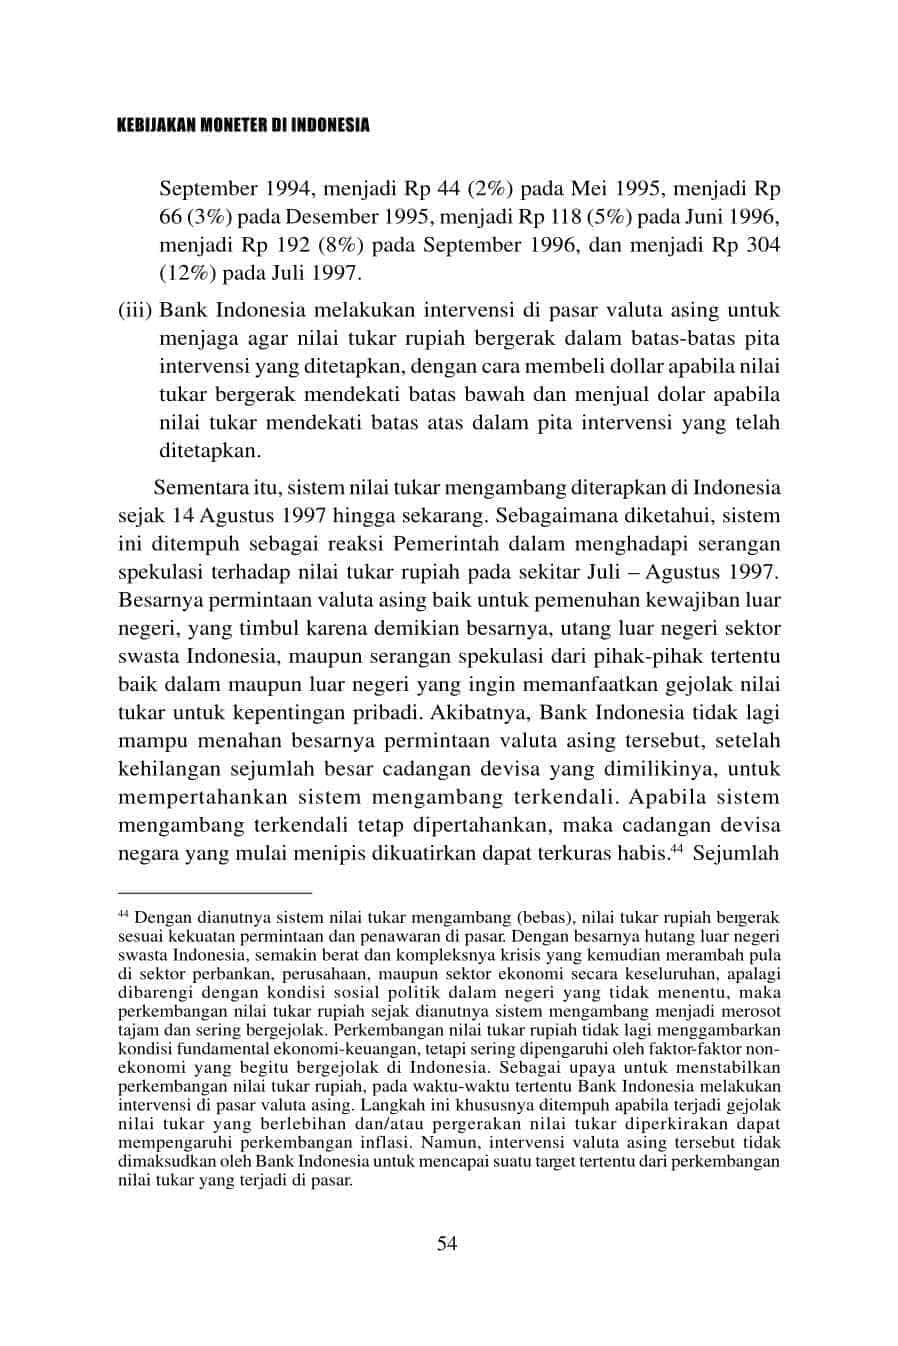 KEBIJAKAN MONETER DI INDONESIA
September 1994, menjadi Rp 44 (2%) pada Mei 1995, menjadi Rp
66 (3%) pada Desember 1995, menjadi Rp 118 (5%) pada Juni 1996,
menjadi Rp 192 (8%) pada September 1996, dan menjadi Rp 304
(12%) pada Juli 1997.
(iii) Bank Indonesia melakukan intervensi di pasar valuta asing untuk
menjaga agar nilai tukar rupiah bergerak dalam batas-batas pita
intervensi yang ditetapkan, dengan cara membeli dollar apabila nilai
tukar bergerak mendekati batas bawah dan menjual dolar apabila
nilai tukar mendekati batas atas dalam pita intervensi yang telah
ditetapkan.
Sementara itu, sistem nilai tukar mengambang diterapkan di Indonesia
sejak 14 Agustus 1997 hingga sekarang. Sebagaimana diketahui, sistem
ini ditempuh sebagai reaksi Pemerintah dalam menghadapi serangan
spekulasi terhadap nilai tukar rupiah pada sekitar Juli – Agustus 1997.
Besarnya permintaan valuta asing baik untuk pemenuhan kewajiban luar
negeri, yang timbul karena demikian besarnya, utang luar negeri sektor
swasta Indonesia, maupun serangan spekulasi dari pihak-pihak tertentu
baik dalam maupun luar negeri yang ingin memanfaatkan gejolak nilai
tukar untuk kepentingan pribadi. Akibatnya, Bank Indonesia tidak lagi
mampu menahan besarnya permintaan valuta asing tersebut, setelah
kehilangan sejumlah besar cadangan devisa yang dimilikinya, untuk
mempertahankan sistem mengambang terkendali. Apabila sistem
mengambang terkendali tetap dipertahankan, maka cadangan devisa
negara yang mulai menipis dikuatirkan dapat terkuras habis.⁴⁴ Sejumlah
⁴⁴ Dengan dianutnya sistem nilai tukar mengambang (bebas), nilai tukar rupiah bergerak
sesuai kekuatan permintaan dan penawaran di pasar. Dengan besarnya hutang luar negeri
swasta Indonesia, semakin berat dan kompleksnya krisis yang kemudian merambah pula
di sektor perbankan, perusahaan, maupun sektor ekonomi secara keseluruhan, apalagi
dibarengi dengan kondisi sosial politik dalam negeri yang tidak menentu, maka
perkembangan nilai tukar rupiah sejak dianutnya sistem mengambang menjadi merosot
tajam dan sering bergejolak. Perkembangan nilai tukar rupiah tidak lagi menggambarkan
kondisi fundamental ekonomi-keuangan, tetapi sering dipengaruhi oleh faktor-faktor non-
ekonomi yang begitu bergejolak di Indonesia. Sebagai upaya untuk menstabilkan
perkembangan nilai tukar rupiah, pada waktu-waktu tertentu Bank Indonesia melakukan
intervensi di pasar valuta asing. Langkah ini khususnya ditempuh apabila terjadi gejolak
nilai tukar yang berlebihan dan/atau pergerakan nilai tukar diperkirakan dapat
mempengaruhi perkembangan inflasi. Namun, intervensi valuta asing tersebut tidak
dimaksudkan oleh Bank Indonesia untuk mencapai suatu target tertentu dari perkembangan
nilai tukar yang terjadi di pasar.
54